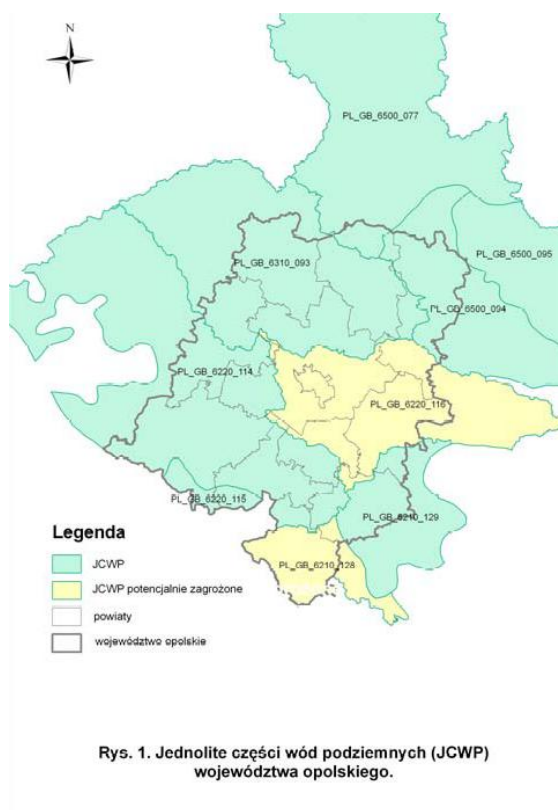 N
PL_GB_6500_077
PL_GB_6500_095
PL_GB_6310_093
PL_GB_6500_094
PL_GB_6220_114
PL_GB_6220_116
PL_GB_6220_115
PL_GB_6210_129
PL_GB_6210_128
Legenda
JCWP
JCWP potencjalnie zagrożone
powiaty
województwo opolskie
Rys. 1. Jednolite części wód podziemnych (JCWP)
województwa opolskiego.